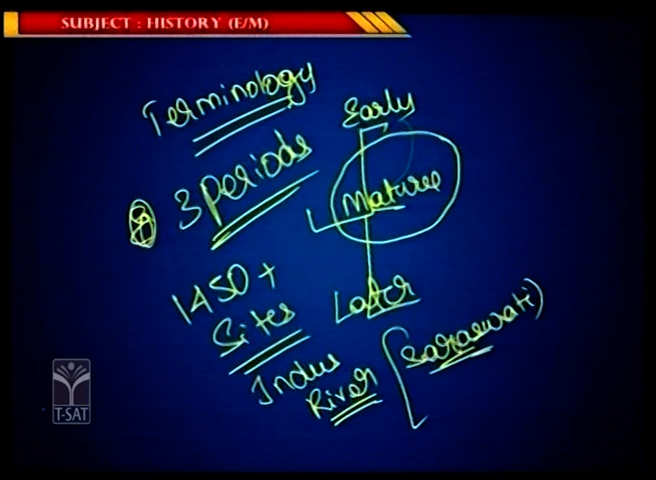 SUBJECT : HISTORY (E/M)
Terminology
Early
3 Periods
Mature
1450+
Sites
Later
Indus
River
(Saraswati)
T-SAT